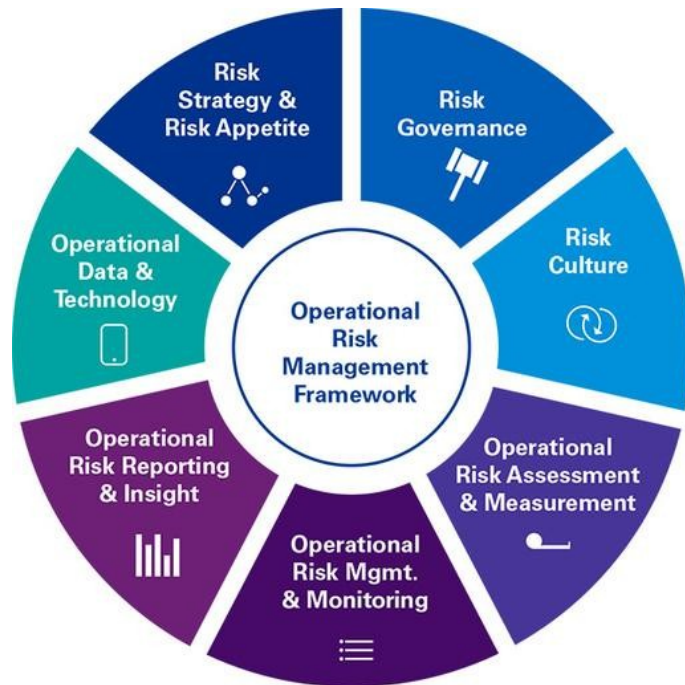 Risk
Strategy &
Risk Appetite
Risk
Governance
Risk
Culture
Operational
Risk Assessment
& Measurement
Operational
Risk Mgmt.
& Monitoring
Operational
Risk Reporting
& Insight
Operational
Data &
Technology
Operational
Risk
Management
Framework